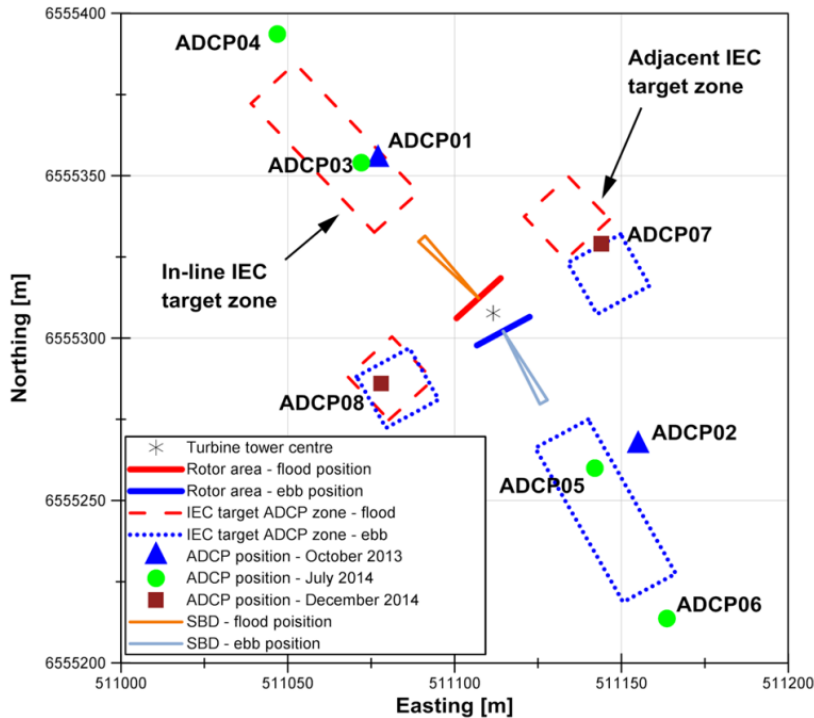 6555400
6555350
6555300
6555250
6555200
Northing [m]
ADCP04
Adjacent IEC
target zone
ADCP01
ADCP03
ADCP07
In-line IEC
target zone
ADCP08
ADCP02
ADCP05
ADCP06
Turbine tower centre
Rotor area - flood position
Rotor area - ebb position
IEC target ADCP zone - flood
IEC target ADCP zone - ebb
ADCP position - October 2013
ADCP position - July 2014
ADCP position - December 2014
SBD - flood poisition
SBD - ebb position
511000
511050
511100
511150
511200
Easting [m]